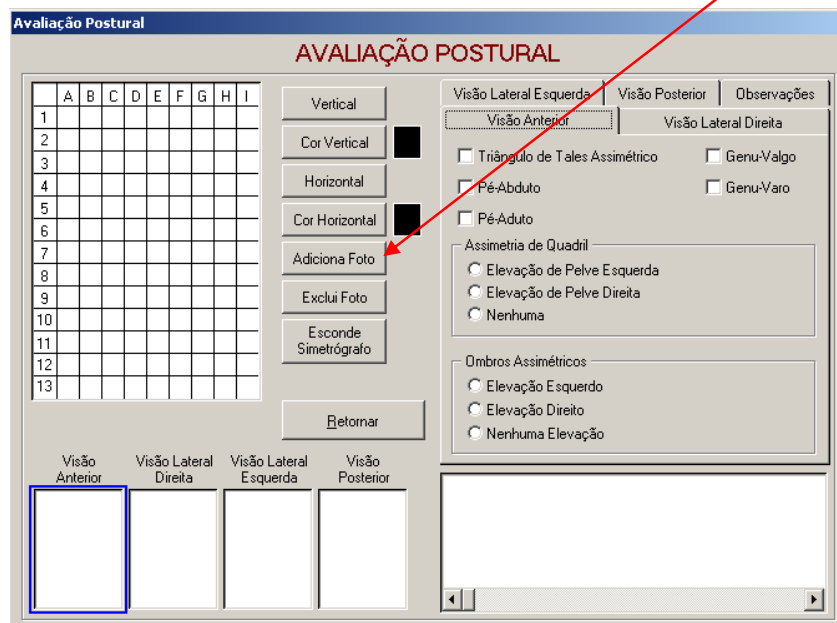 Avaliação Postural
AVALIAÇÃO POSTURAL
A B C D E F G H I
1
2
3
4
5
6
7
8
9
10
11
12
13
Vertical
Cor Vertical
Horizontal
Cor Horizontal
Adiciona Foto
Exclui Foto
Esconde
Simetrógrafo
Retornar
Visão Lateral Esquerda Visão Posterior Observações
Visão Anterior Visão Lateral Direita
Triângulo de Tales Assimétrico Genu-Valgo
Pé-Abduto Genu-Varo
Pé-Aduto
Assimetria de Quadril
Elevação de Pelve Esquerda
Elevação de Pelve Direita
Nenhuma
Ombros Assimétricos
Elevação Esquerdo
Elevação Direito
Nenhuma Elevação
Visão
Anterior
Visão Lateral
Direita
Visão Lateral
Esquerda
Visão
Posterior